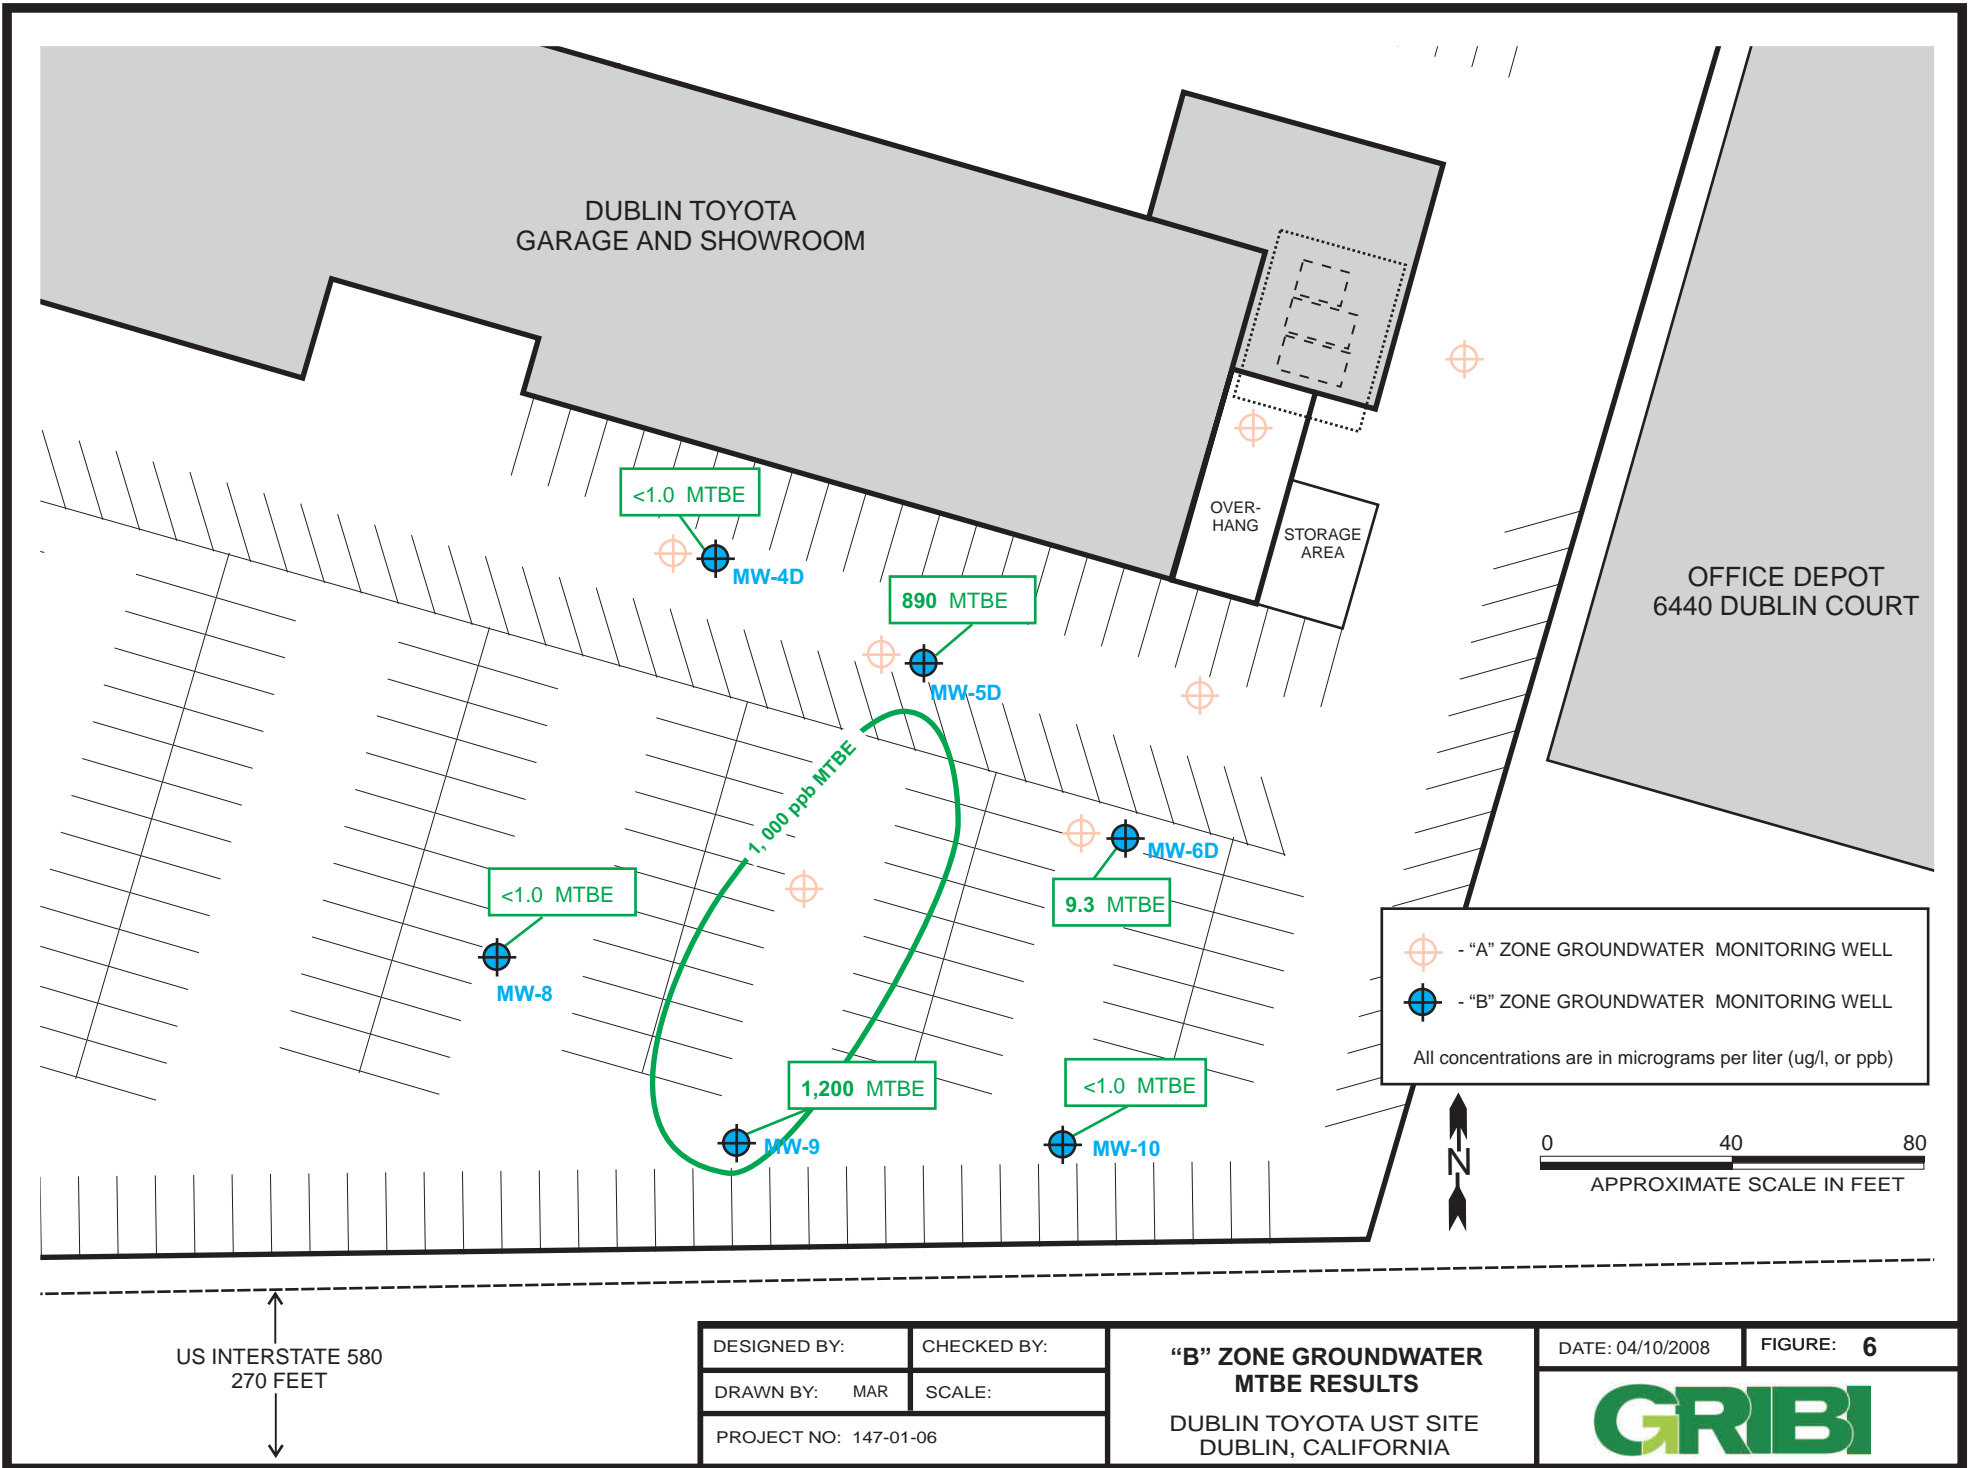 DUBLIN TOYOTA
GARAGE AND SHOWROOM
<1.0 MTBE
MW-4D
890 MTBE
MW-5D
OVER-
HANG
STORAGE
AREA
OFFICE DEPOT
6440 DUBLIN COURT
1, 000 ppb MTBE
MW-6D
9.3 MTBE
<1.0 MTBE
MW-8
1,200 MTBE
MW-9
<1.0 MTBE
MW-10
- “A” ZONE GROUNDWATER MONITORING WELL
- “B” ZONE GROUNDWATER MONITORING WELL
All concentrations are in micrograms per liter (ug/l, or ppb)
N
0 40 80
APPROXIMATE SCALE IN FEET
US INTERSTATE 580
270 FEET
DESIGNED BY:
CHECKED BY:
DRAWN BY: MAR
SCALE:
PROJECT NO: 147-01-06
“B” ZONE GROUNDWATER
MTBE RESULTS
DUBLIN TOYOTA UST SITE
DUBLIN, CALIFORNIA
DATE: 04/10/2008
FIGURE: 6
GRIBI